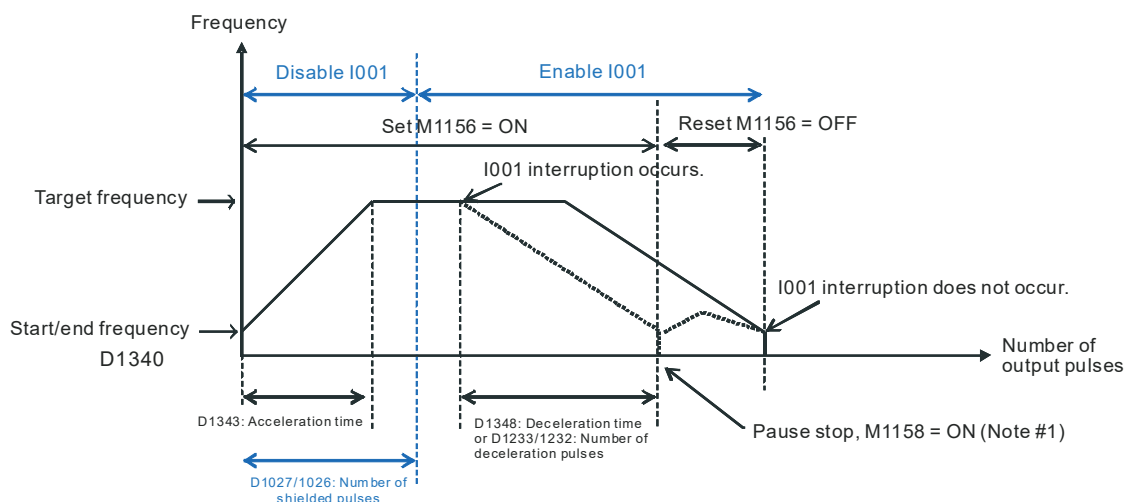 Frequency
Disable I001
Enable I001
Set M1156 = ON
Reset M1156 = OFF
I001 interruption occurs.
Target frequency
I001 interruption does not occur.
Start/end frequency
D1340
Number of
output pulses
D1343: Acceleration time
D1348: Deceleration time
or D1233/1232: Number of
deceleration pulses
Pause stop, M1158 = ON (Note #1)
D1027/1026: Number of
shielded pulses